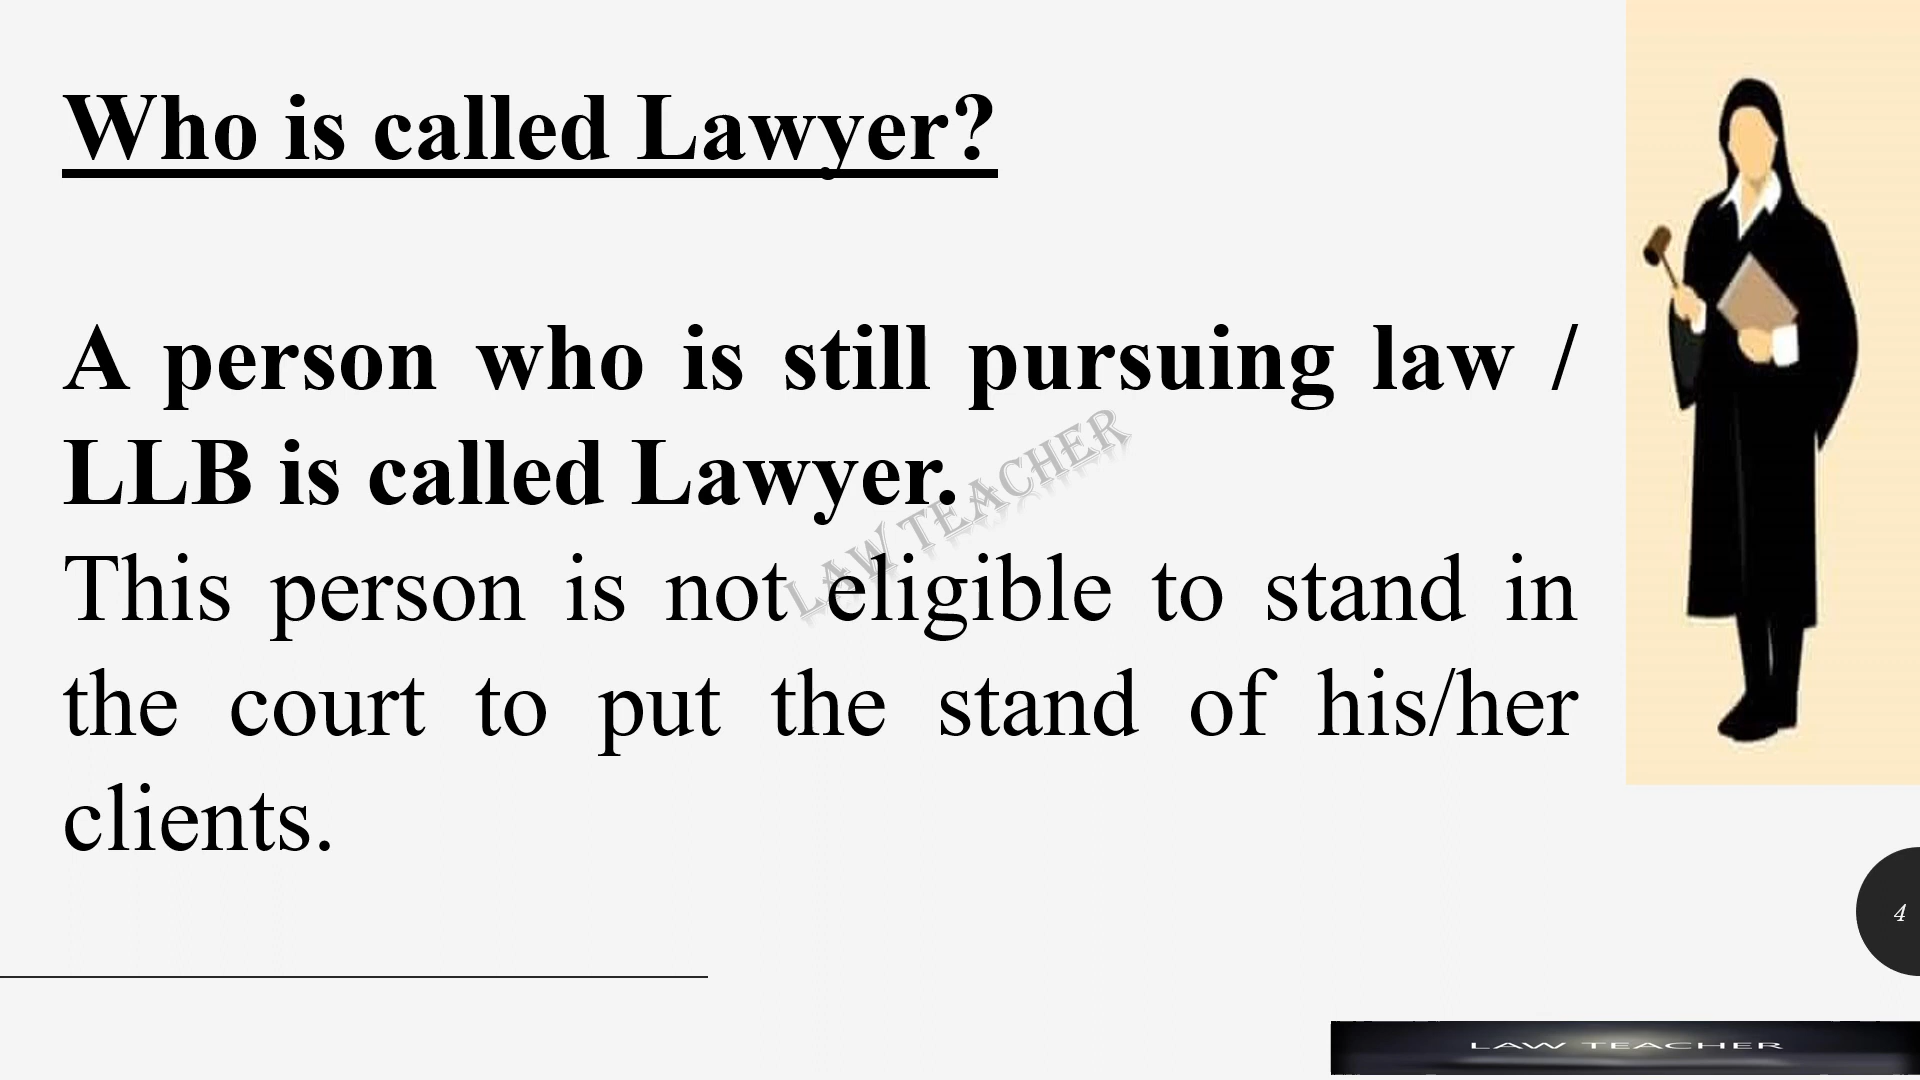 Who is called Lawyer?
A person who is still pursuing law /
LLB is called Lawyer.
LAW TEACHER
This person is not eligible to stand in
the court to put the stand of his/her
clients.
4
LAW TEACHER